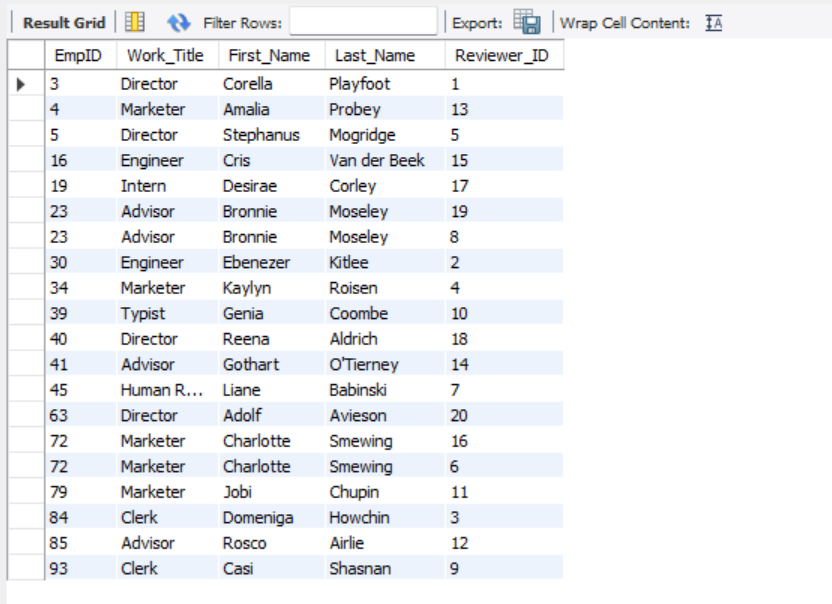 Result Grid Filter Rows: Export: Wrap Cell Content: IA
EmpID Work_Title First_Name Last_Name Reviewer_ID
3 Director Corella Playfoot 1
4 Marketer Amalia Probey 13
5 Director Stephanus Mogridge 5
16 Engineer Cris Van der Beek 15
19 Intern Desirae Corley 17
23 Advisor Bronnie Moseley 19
23 Advisor Bronnie Moseley 8
30 Engineer Ebenezer Kitlee 2
34 Marketer Kaylyn Roisen 4
39 Typist Genia Coombe 10
40 Director Reena Aldrich 18
41 Advisor Gothart O'Tierney 14
45 Human R... Liane Babinski 7
63 Director Adolf Avieson 20
72 Marketer Charlotte Smewing 16
72 Marketer Charlotte Smewing 6
79 Marketer Jobi Chupin 11
84 Clerk Domeniga Howchin 3
85 Advisor Rosco Airlie 12
93 Clerk Casi Shasnan 9